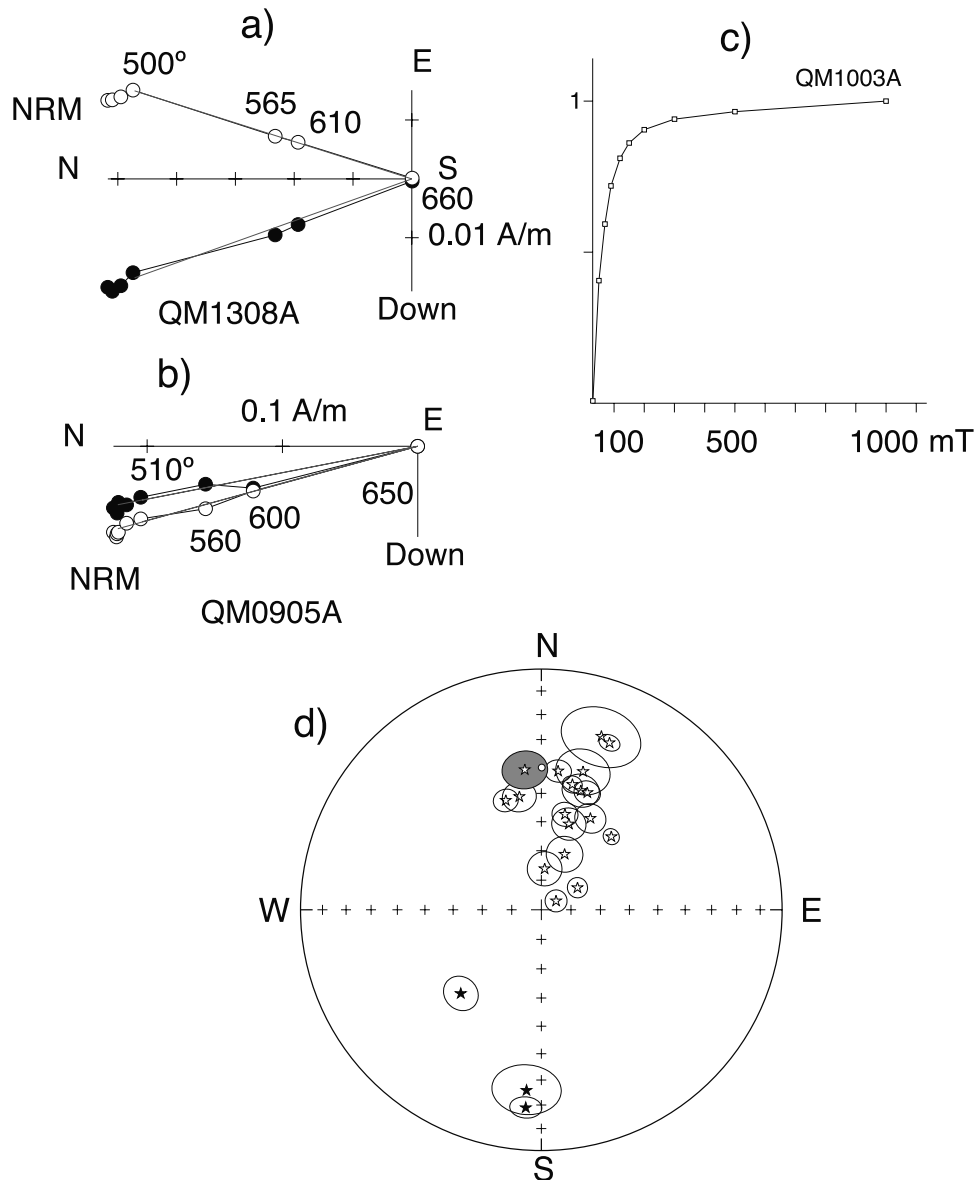 a)
500º
E
565
NRM
610
N
S
660
0.01 A/m
QM1308A
Down
b)
0.1 A/m
E
N
510º
650
600
560
Down
NRM
QM0905A
c)
QM1003A
1
100
500
1000 mT
d)
N
W
E
S